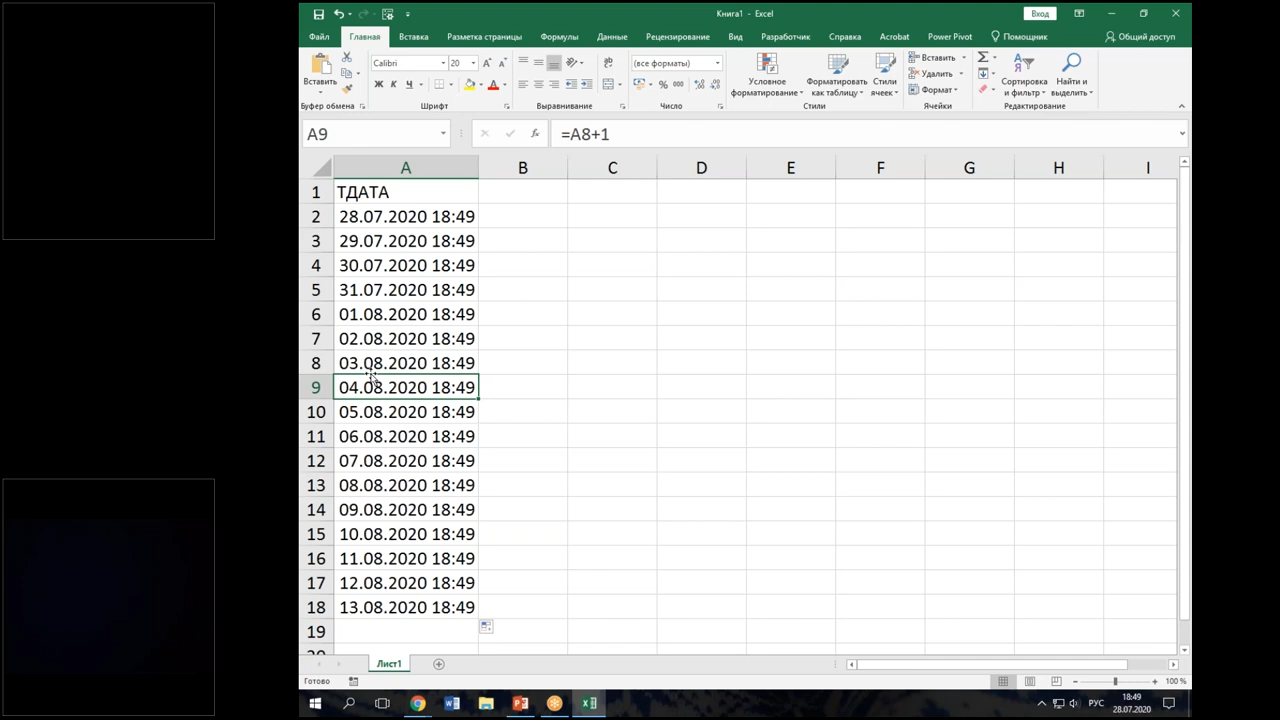 Книга1 - Excel
Вход
Файл Главная Вставка Разметка страницы Формулы Данные Рецензирование Вид Разработчик Справка Acrobat Power Pivot Помощник Общий доступ
Вставить
Буфер обмена
Calibri 20
Ж К Ч
Шрифт
Выравнивание
(все форматы)
% 000
Число
Условное форматирование
Форматировать как таблицу
Стили ячеек
Стили
Вставить
Удалить
Формат
Ячейки
Сортировка и фильтр
Найти и выделить
Редактирование
A9 fx =A8+1
A B C D E F G H I
1 ТДАТА
2 28.07.2020 18:49
3 29.07.2020 18:49
4 30.07.2020 18:49
5 31.07.2020 18:49
6 01.08.2020 18:49
7 02.08.2020 18:49
8 03.08.2020 18:49
9 04.08.2020 18:49
10 05.08.2020 18:49
11 06.08.2020 18:49
12 07.08.2020 18:49
13 08.08.2020 18:49
14 09.08.2020 18:49
15 10.08.2020 18:49
16 11.08.2020 18:49
17 12.08.2020 18:49
18 13.08.2020 18:49
19
20
Лист1
Готово 100 %
РУС 18:49
28.07.2020